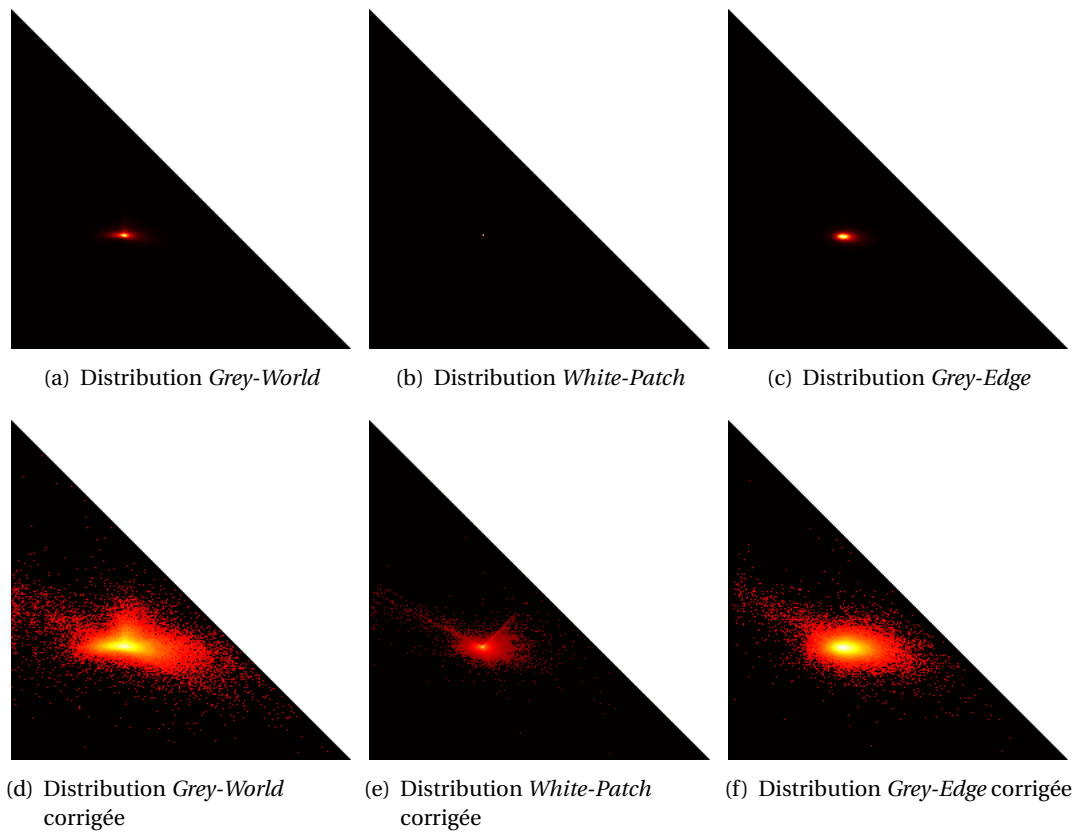 (a) Distribution Grey-World
(b) Distribution White-Patch
(c) Distribution Grey-Edge
(d) Distribution Grey-World
corrigée
(e) Distribution White-Patch
corrigée
(f) Distribution Grey-Edge corrigée